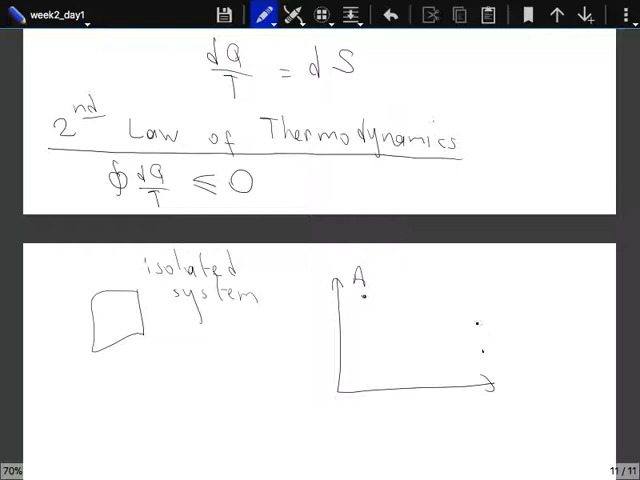 week2_day1
dQ/T = dS
2nd Law of Thermodynamics
∮ dQ/T ≤ 0
isolated
system
A
70%
11 / 11